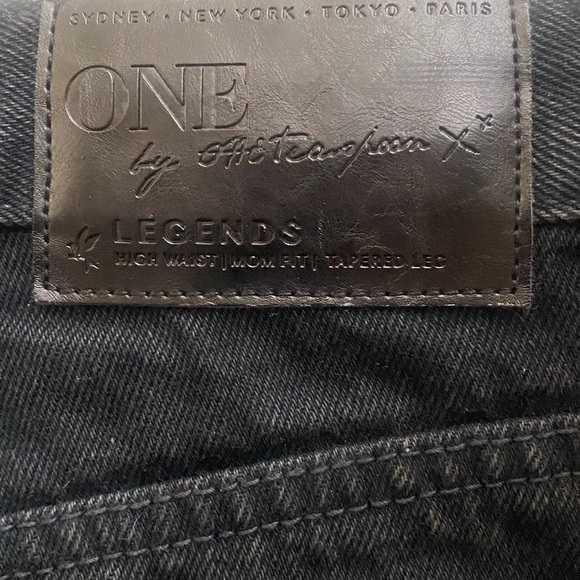 SYDNEY • NEW YORK • TOKYO • PARIS
ONE
by OneTeaspoon X x
LEGENDS
HIGH WAIST | MOM FIT | TAPERED LEG